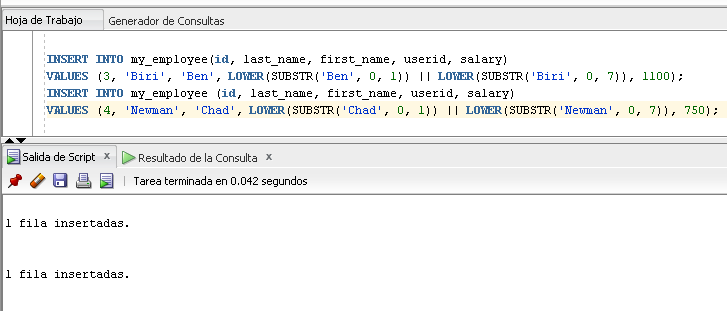 Hoja de Trabajo Generador de Consultas
INSERT INTO my_employee(id, last_name, first_name, userid, salary)
VALUES (3, 'Biri', 'Ben', LOWER(SUBSTR('Ben', 0, 1)) || LOWER(SUBSTR('Biri', 0, 7)), 1100);
INSERT INTO my_employee (id, last_name, first_name, userid, salary)
VALUES (4, 'Newman', 'Chad', LOWER(SUBSTR('Chad', 0, 1)) || LOWER(SUBSTR('Newman', 0, 7)), 750);
Salida de Script x Resultado de la Consulta x
Tarea terminada en 0.042 segundos
1 fila insertadas.
1 fila insertadas.